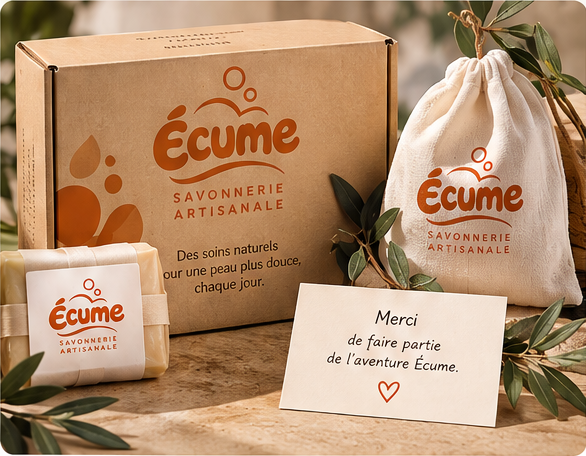 Écume
SAVONNERIE
ARTISANALE
Des soins naturels
our une peau plus douce,
chaque jour.
Écume
SAVONNERIE
ARTISANALE
Écume
SAVONNERIE
ARTISANALE
Merci
de faire partie
de l'aventure Écume.